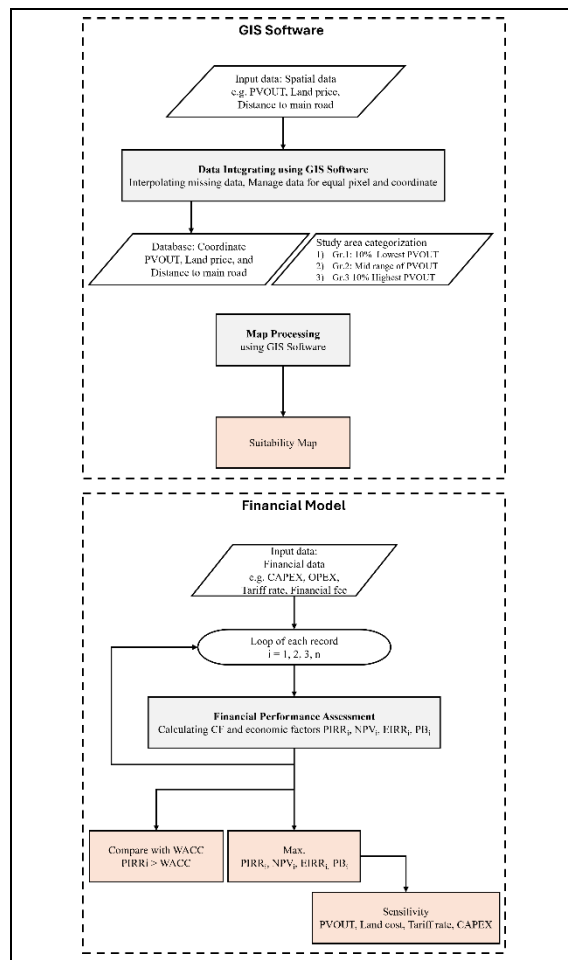 GIS Software
Input data: Spatial data
e.g. PVOUT, Land price,
Distance to main road
Data Integrating using GIS Software
Interpolating missing data, Manage data for equal pixel and coordinate
Database: Coordinate
PVOUT, Land price, and
Distance to main road
Study area categorization
1) Gr.1: 10% Lowest PVOUT
2) Gr.2: Mid range of PVOUT
3) Gr.3 10% Highest PVOUT
Map Processing
using GIS Software
Suitability Map
Financial Model
Input data:
Financial data
e.g. CAPEX, OPEX,
Tariff rate, Financial fee
Loop of each record
i = 1, 2, 3, n
Financial Performance Assessment
Calculating CF and economic factors PIRRi, NPVi, EIRRi, PBi
Compare with WACC
PIRRi > WACC
Max.
PIRRi, NPVi, EIRRi, PBi
Sensitivity
PVOUT, Land cost, Tariff rate, CAPEX